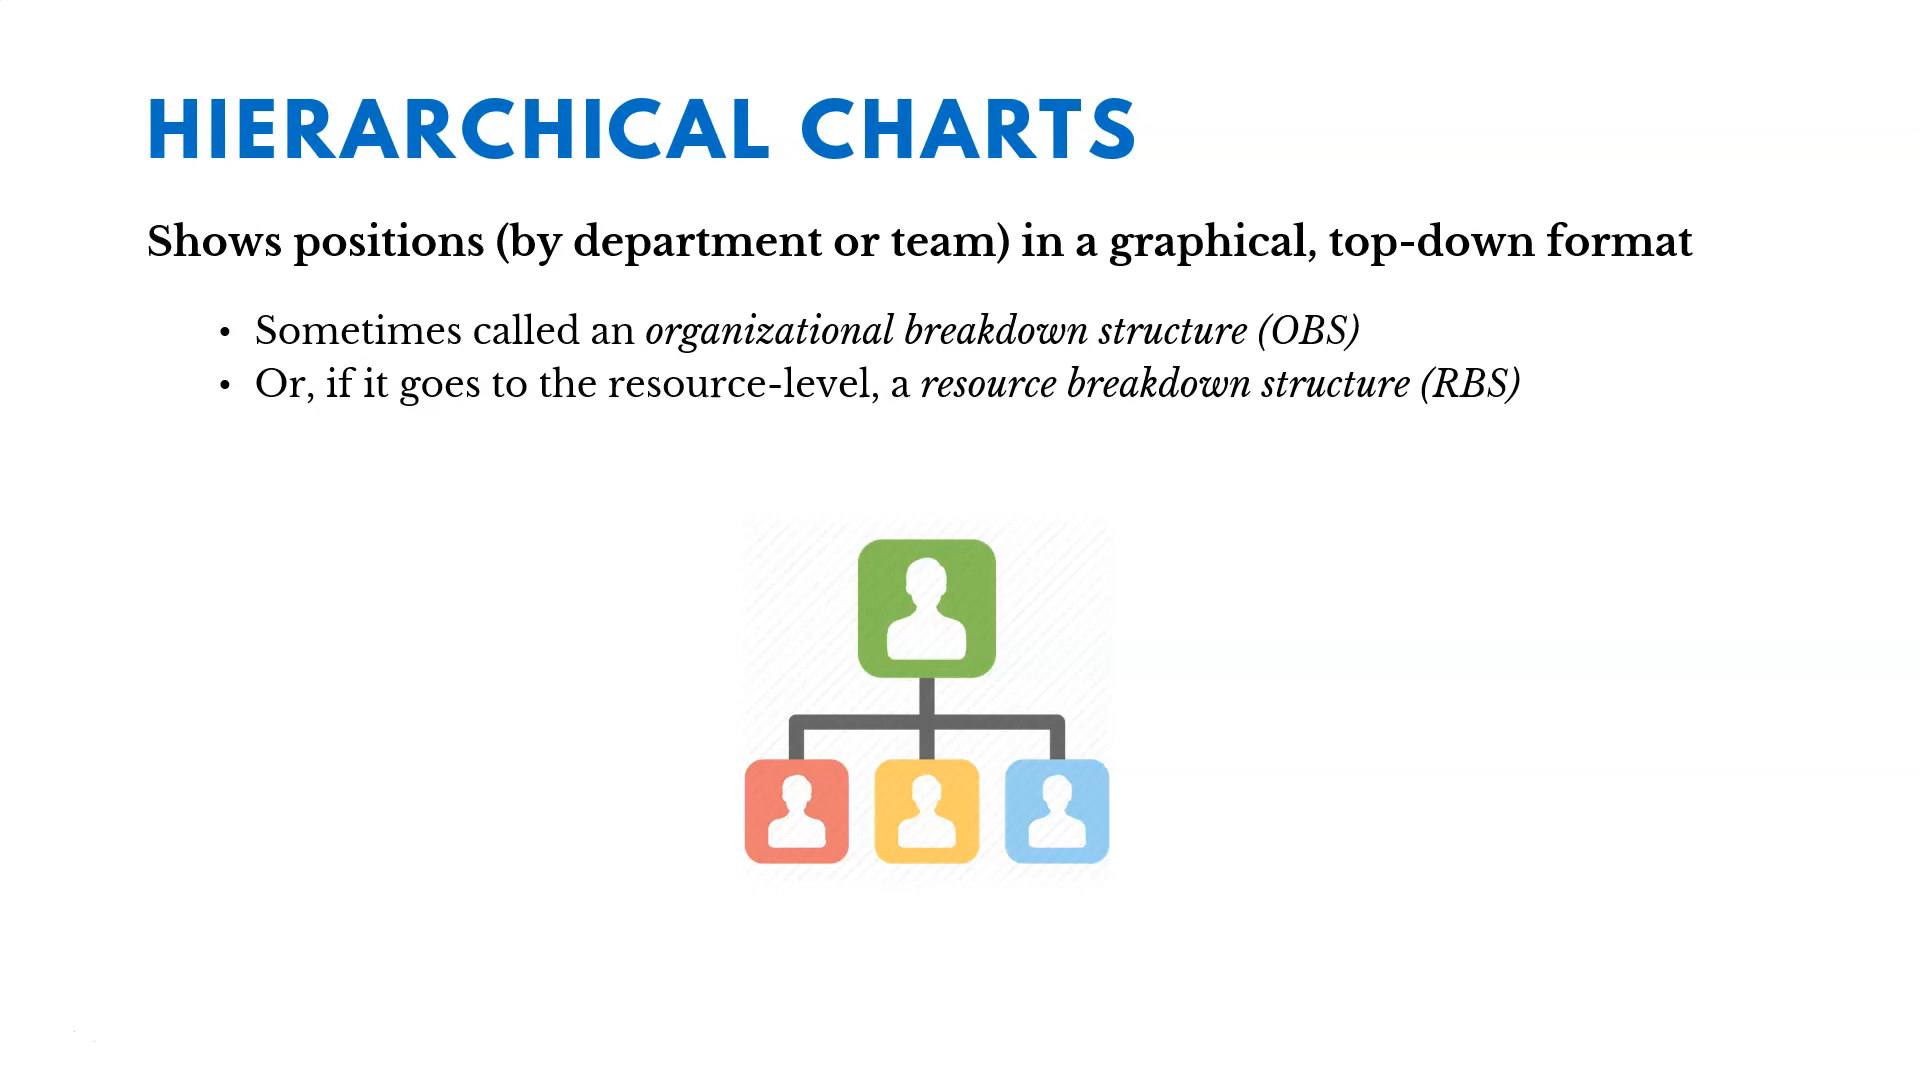 HIERARCHICAL CHARTS
Shows positions (by department or team) in a graphical, top-down format
• Sometimes called an organizational breakdown structure (OBS)
• Or, if it goes to the resource-level, a resource breakdown structure (RBS)